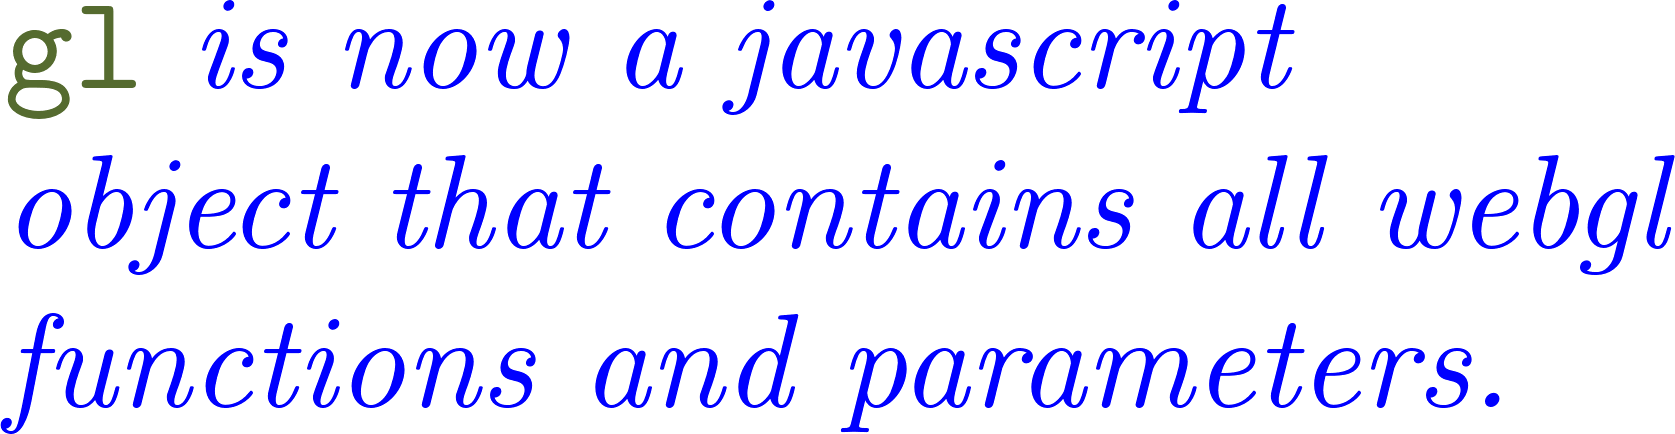 gl is now a javascript
object that contains all webgl
functions and parameters.